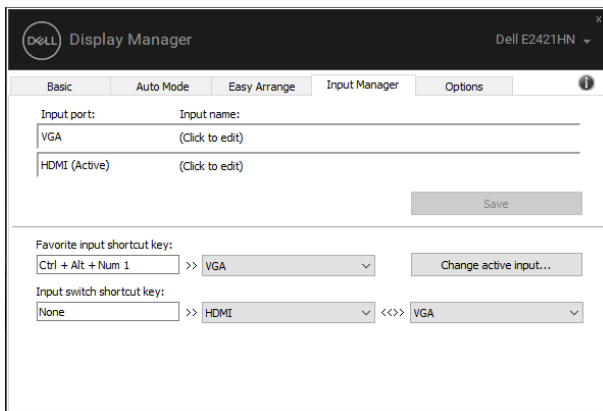 x
DELL Display Manager Dell E2421HN
Basic Auto Mode Easy Arrange Input Manager Options i
Input port: Input name:
VGA (Click to edit)
HDMI (Active) (Click to edit)
Save
Favorite input shortcut key:
Ctrl + Alt + Num 1 >> VGA Change active input...
Input switch shortcut key:
None >> HDMI <<>> VGA